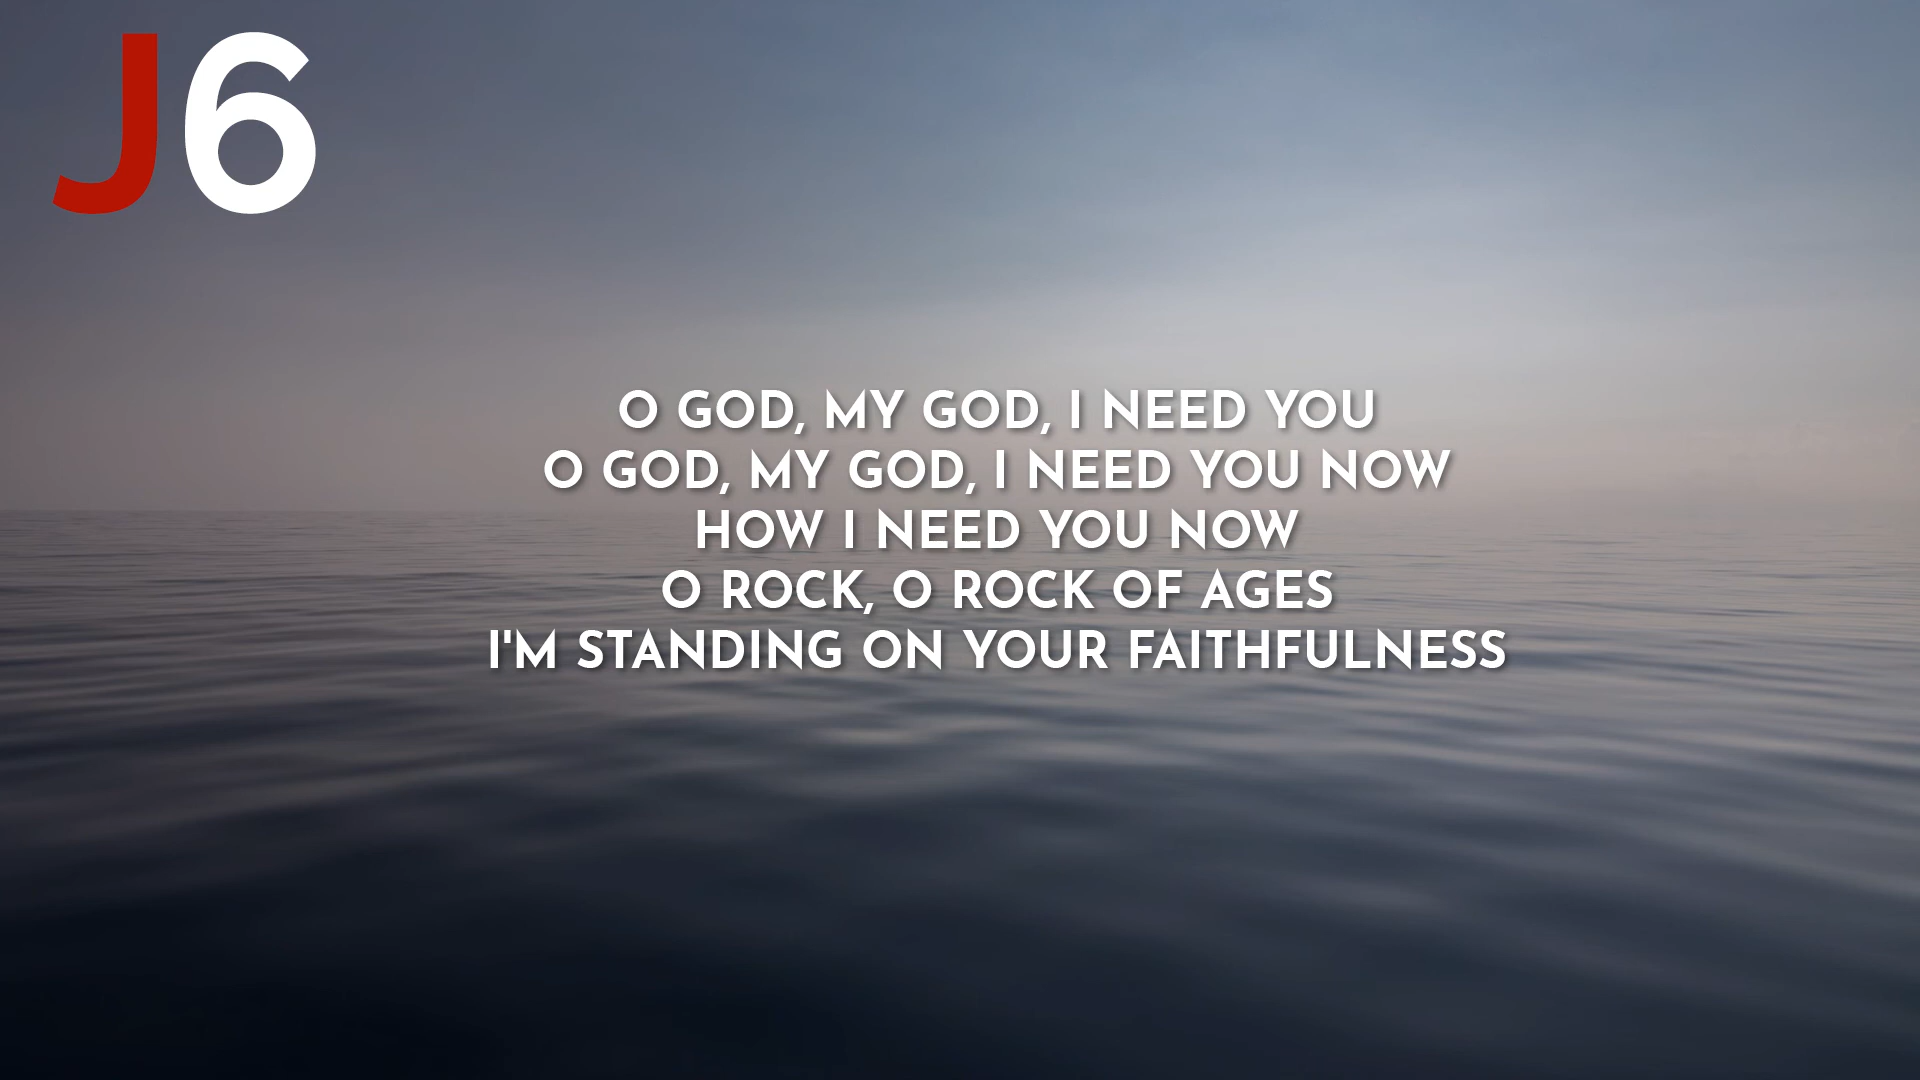 J6
O GOD, MY GOD, I NEED YOU
O GOD, MY GOD, I NEED YOU NOW
HOW I NEED YOU NOW
O ROCK, O ROCK OF AGES
I'M STANDING ON YOUR FAITHFULNESS